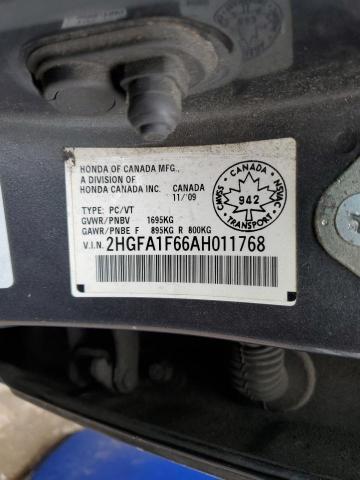 HONDA OF CANADA MFG.,
A DIVISION OF
HONDA CANADA INC. CANADA
11/'09
CANADA
CMVSS
NSVAC
942
TRANSPORT
TYPE: PC/VT
GVWR/PNBV 1695KG
GAWR/PNBE F 895KG R 800KG
V.I.N. 2HGFA1F66AH011768